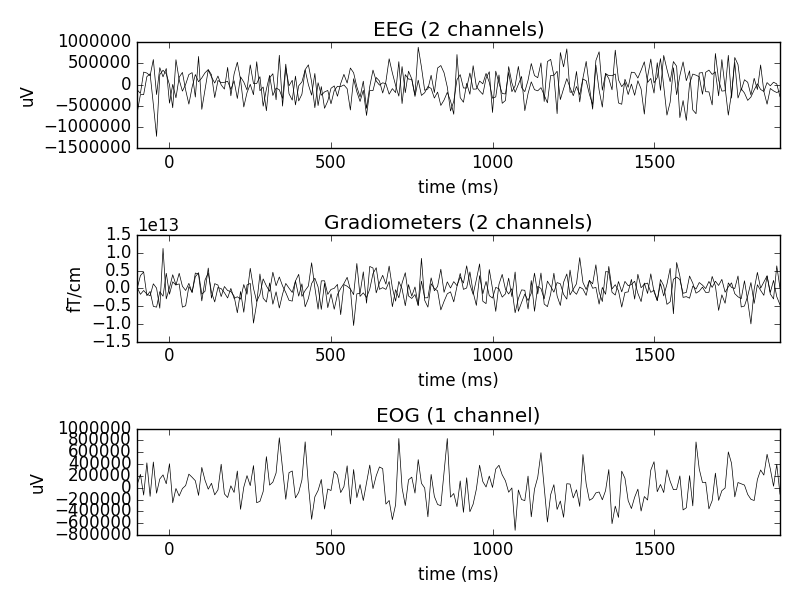 EEG (2 channels)
1000000
500000
0
−500000
−1000000
−1500000
uV
0 500 1000 1500
time (ms)
Gradiometers (2 channels)
1e13
1.5
1.0
0.5
0.0
−0.5
−1.0
−1.5
fT/cm
0 500 1000 1500
time (ms)
EOG (1 channel)
1000000
800000
600000
400000
200000
0
−200000
−400000
−600000
−800000
uV
0 500 1000 1500
time (ms)